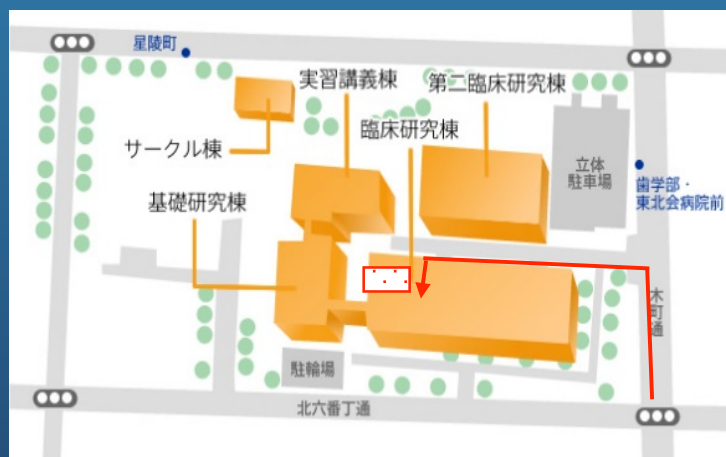 星陵町
実習講義棟
第二臨床研究棟
臨床研究棟
サークル棟
立体
駐車場
歯学部・
東北会病院前
基礎研究棟
木町通
駐輪場
北六番丁通